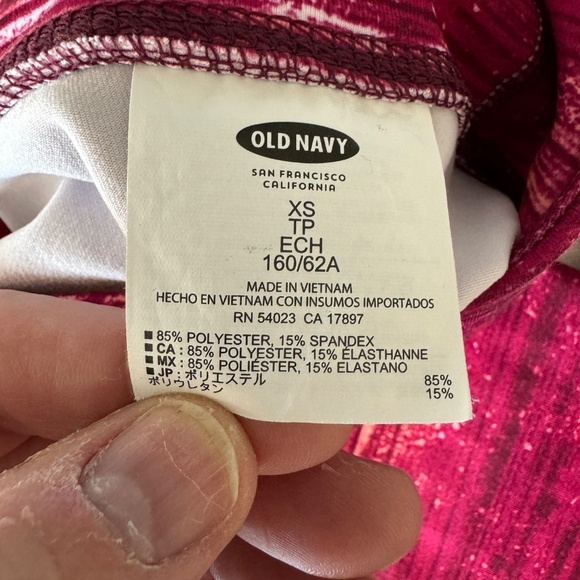 OLD NAVY
SAN FRANCISCO
CALIFORNIA
XS
TP
ECH
160/62A
MADE IN VIETNAM
HECHO EN VIETNAM CON INSUMOS IMPORTADOS
RN 54023 CA 17897
■ 85% POLYESTER, 15% SPANDEX
■ CA : 85% POLYESTER, 15% ÉLASTHANNE
■ MX : 85% POLIÉSTER, 15% ELASTANO
■ JP : ポリエステル 85%
ポリウレタン 15%